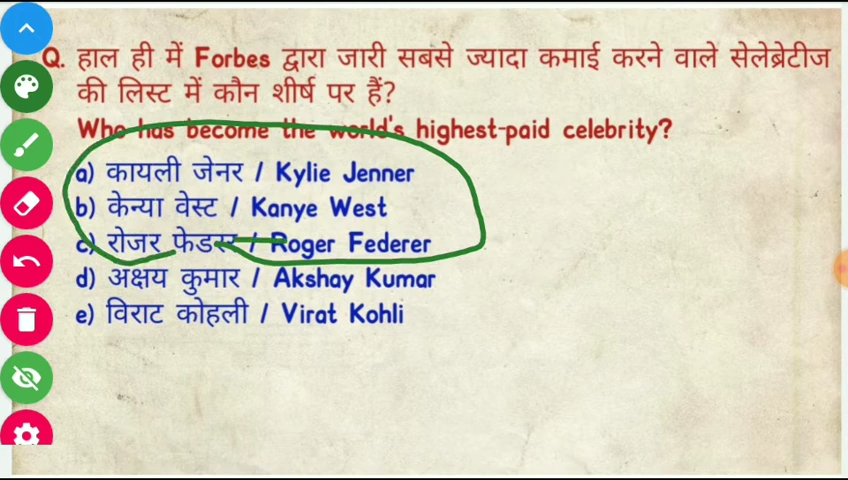 Q. हाल ही में Forbes द्वारा जारी सबसे ज्यादा कमाई करने वाले सेलेब्रेटीज
की लिस्ट में कौन शीर्ष पर हैं?
Who has become the world's highest-paid celebrity?
a) कायली जेनर / Kylie Jenner
b) केन्या वेस्ट / Kanye West
c) रोजर फेडरर / Roger Federer
d) अक्षय कुमार / Akshay Kumar
e) विराट कोहली / Virat Kohli